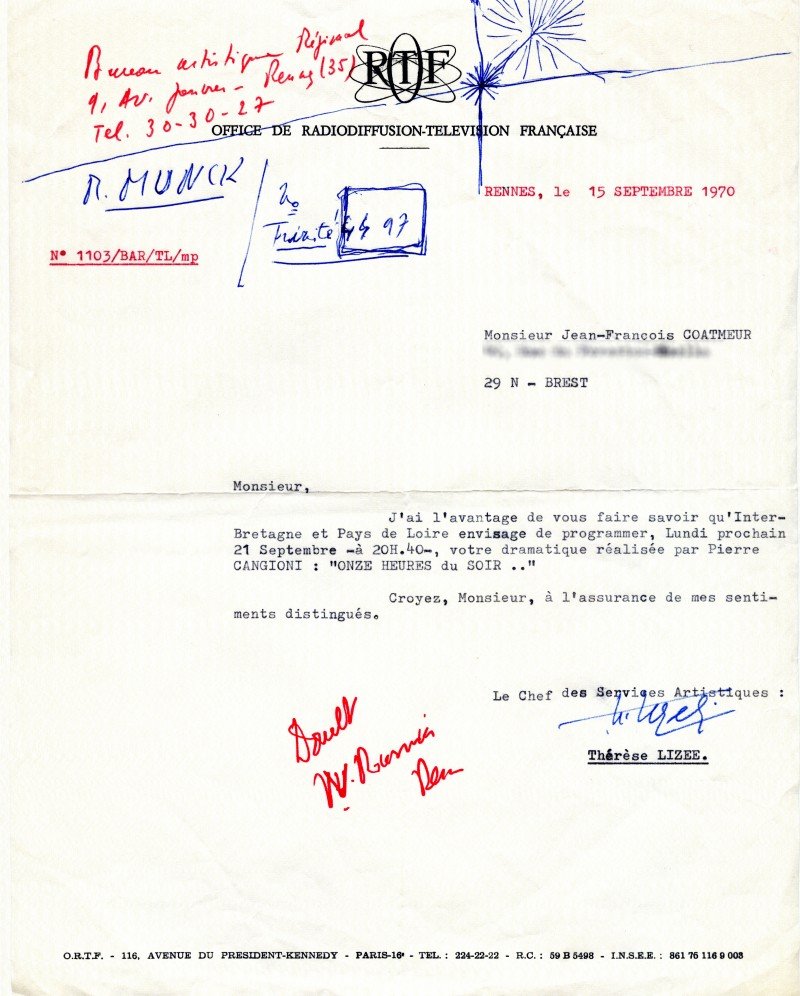 Bureau artistique Régional
9, Av. Janvier - Rennes (35)
Tel. 30-30-27
RTF
OFFICE DE RADIODIFFUSION-TELEVISION FRANÇAISE
MUNCK
Trinité 97
RENNES, le 15 SEPTEMBRE 1970
N° 1103/BAR/TL/mp
Monsieur Jean-François COATMEUR
29 N - BREST
Monsieur,
J'ai l'avantage de vous faire savoir qu'Inter-
Bretagne et Pays de Loire envisage de programmer, Lundi prochain
21 Septembre -à 20H.40-, votre dramatique réalisée par Pierre
CANGIONI : "ONZE HEURES du SOIR .."
Croyez, Monsieur, à l'assurance de mes senti-
ments distingués.
Le Chef des Services Artistiques :
Thérèse LIZEE.
O.R.T.F. - 116, AVENUE DU PRESIDENT-KENNEDY - PARIS-16e - TEL. : 224-22-22 - R.C. : 59 B 5498 - I.N.S.E.E. : 861 76 116 9 003